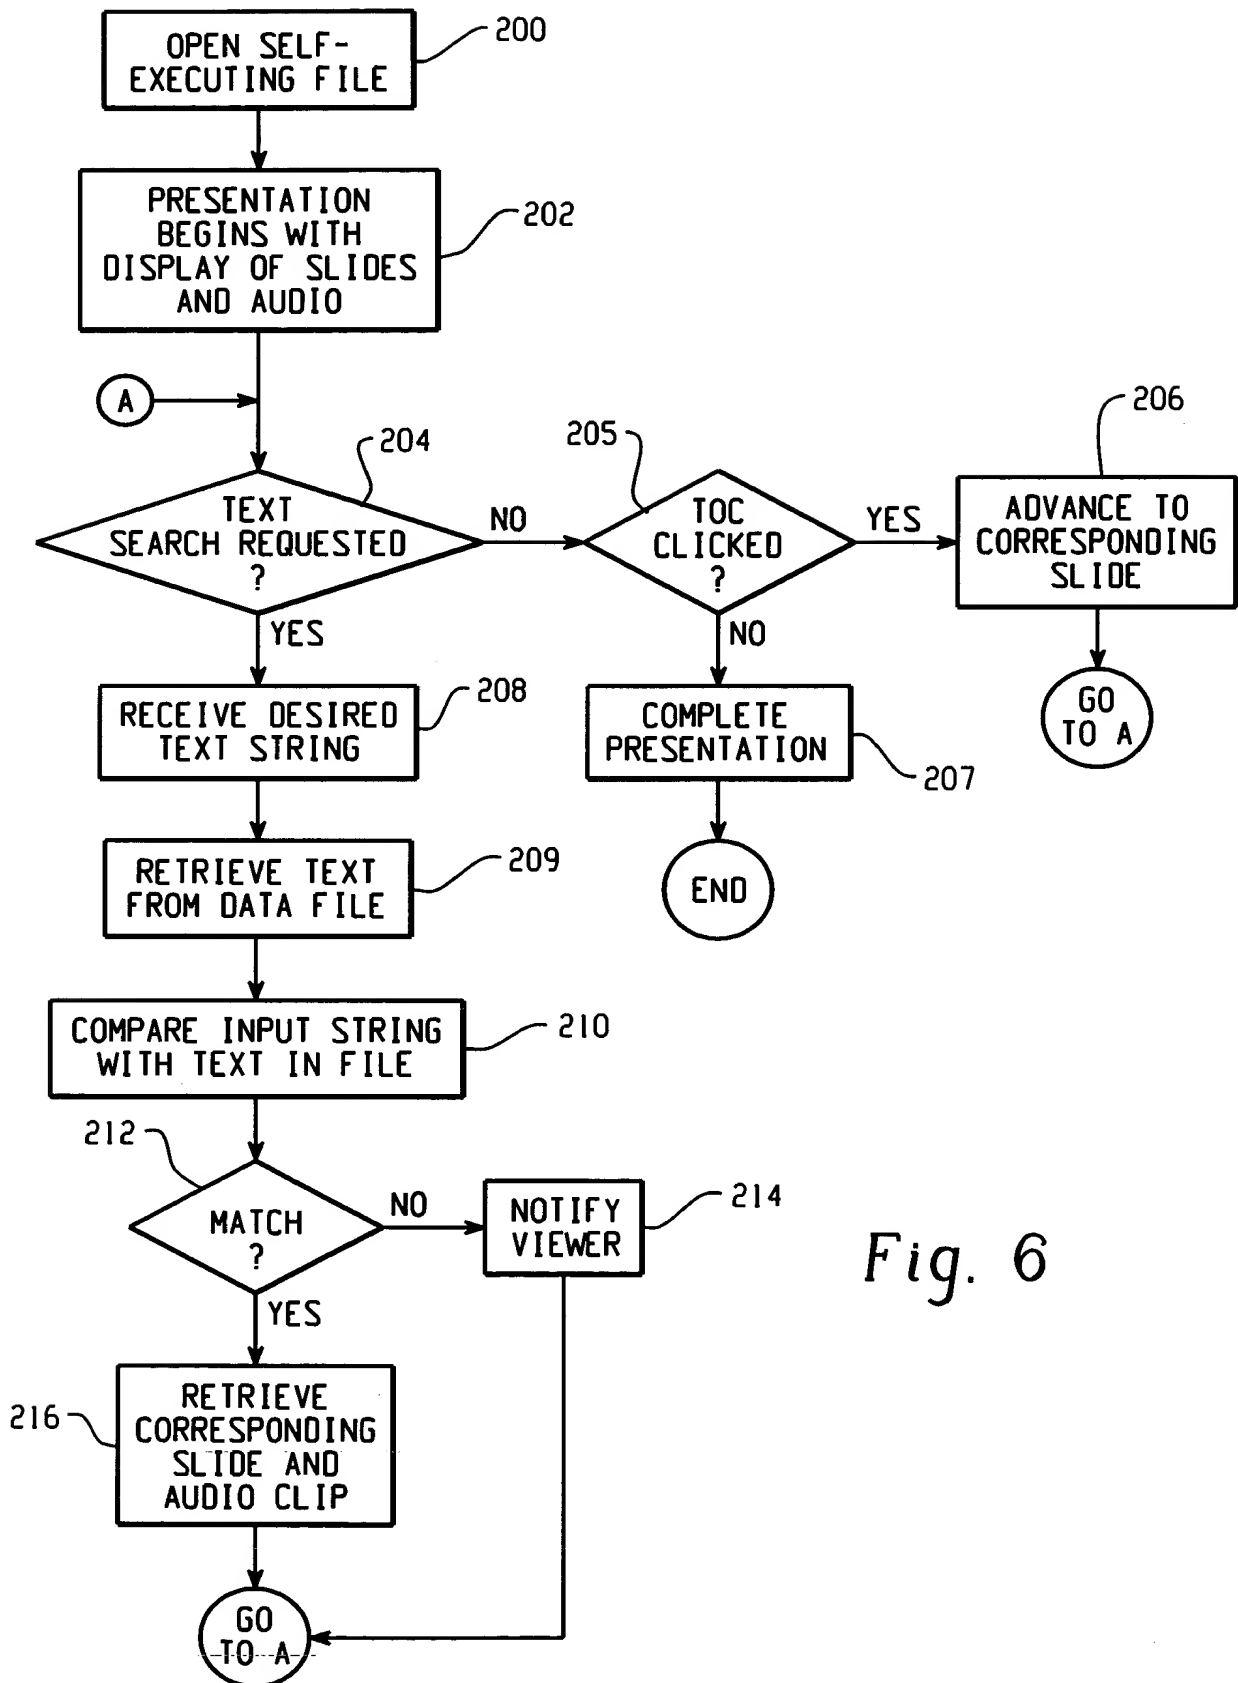 OPEN SELF-
EXECUTING FILE
200
PRESENTATION
BEGINS WITH
DISPLAY OF SLIDES
AND AUDIO
202
A
204
TEXT
SEARCH REQUESTED
?
NO
YES
205
TOC
CLICKED
?
YES
NO
206
ADVANCE TO
CORRESPONDING
SLIDE
GO
TO A
RECEIVE DESIRED
TEXT STRING
208
COMPLETE
PRESENTATION
207
END
RETRIEVE TEXT
FROM DATA FILE
209
COMPARE INPUT STRING
WITH TEXT IN FILE
210
212
MATCH
?
NO
YES
NOTIFY
VIEWER
214
Fig. 6
216
RETRIEVE
CORRESPONDING
SLIDE AND
AUDIO CLIP
GO
TO A